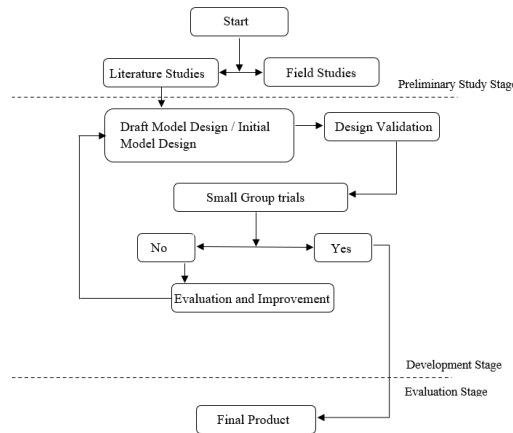 Start
Literature Studies
Field Studies
Preliminary Study Stage
Draft Model Design / Initial
Model Design
Design Validation
Small Group trials
No
Yes
Evaluation and Improvement
Development Stage
Evaluation Stage
Final Product